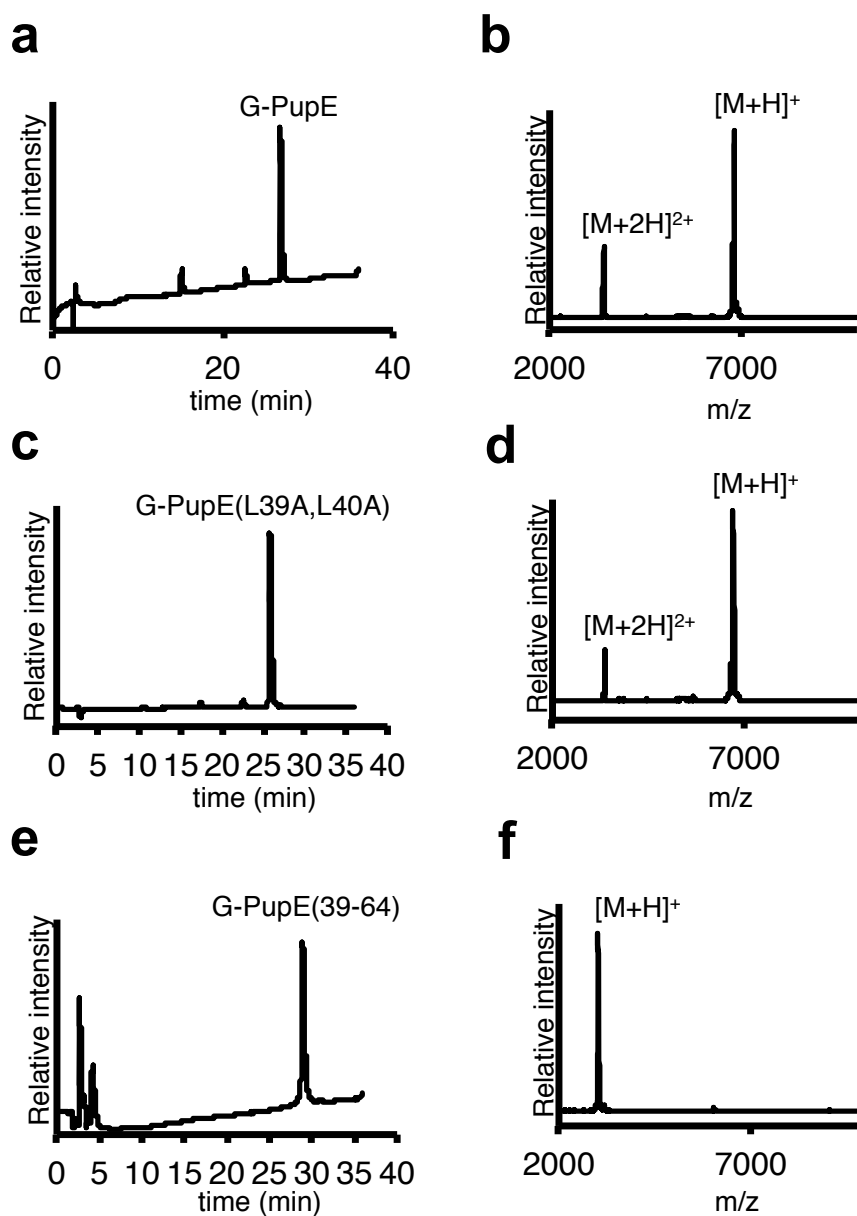 a
G-PupE
Relative intensity
0 20 40
time (min)
b
[M+H]⁺
[M+2H]²⁺
Relative intensity
2000 7000
m/z
c
G-PupE(L39A,L40A)
Relative intensity
0 5 10 15 20 25 30 35 40
time (min)
d
[M+H]⁺
[M+2H]²⁺
Relative intensity
2000 7000
m/z
e
G-PupE(39-64)
Relative intensity
0 5 10 15 20 25 30 35 40
time (min)
f
[M+H]⁺
Relative intensity
2000 7000
m/z